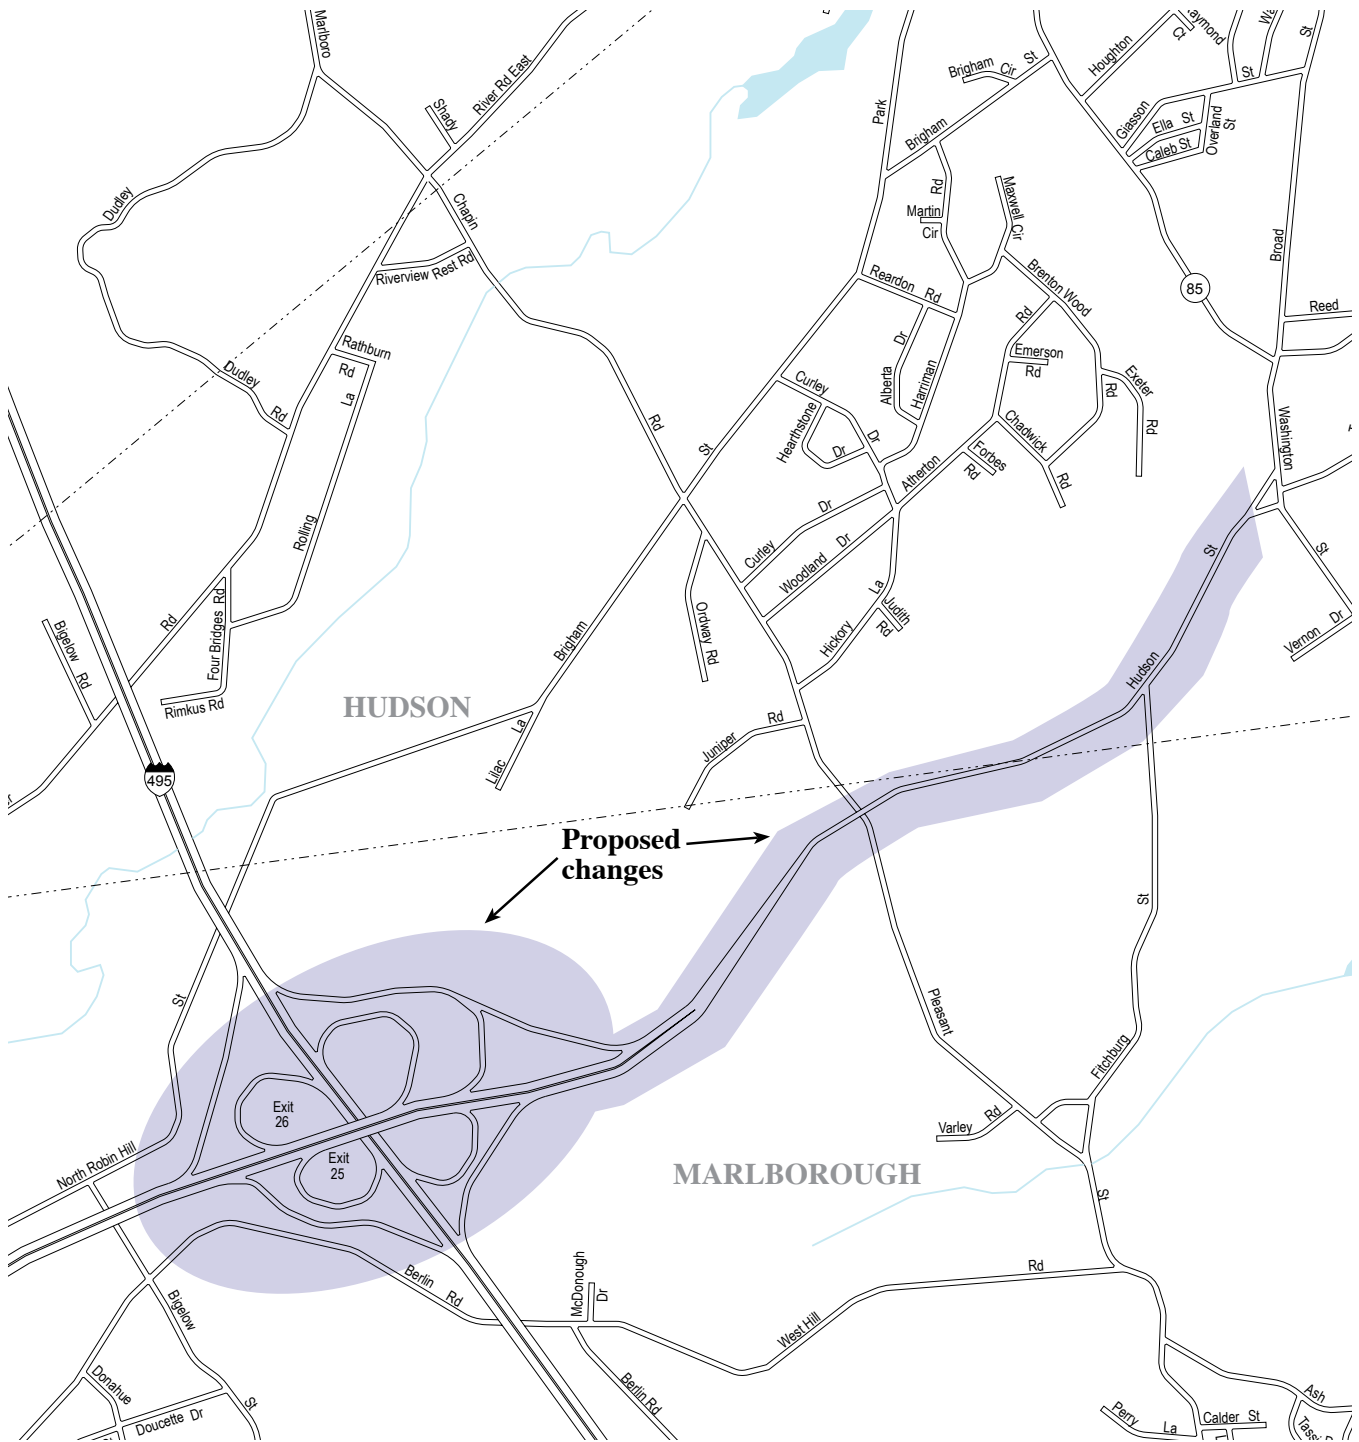 Marlboro
River Rd East
Shady
Dudley
Chapin
Riverview Rest Rd
Rathburn
Rd
La
Dudley
Rd
Rolling
Four Bridges Rd
Rd
Bigelow
Rd
Rimkus Rd
495
HUDSON
Park
Brigham Cir
St
Brigham
Rd
Martin
Cir
Maxwell Cir
Houghton
Raymond
Ct
Giasson
Ella St
Caleb St
Overland
St
St
Wa
St
Broad
85
Reed
Reardon Rd
Brenton Wood
Rd
Dr
Alberta
Harriman
Emerson
Rd
Exeter
Rd
Rd
Curley
Dr
Hearthstone
Dr
Chadwick
Rd
Forbes
Rd
Atherton
Rd
St
Washington
Dr
Curley
Woodland Dr
Ordway Rd
Hickory
La
Judith
Rd
St
St
Vernon Dr
Hudson
Brigham
La
Lilac
Juniper
Rd
Proposed
changes
St
St
Pleasant
Fitchburg
Varley
Rd
MARLBOROUGH
St
Exit
26
Exit
25
North Robin Hill
Berlin
Rd
Bigelow
St
Donahue
Doucette Dr
McDonough
Dr
West Hill
Rd
Berlin Rd
Perry
La
Calder St
Ash